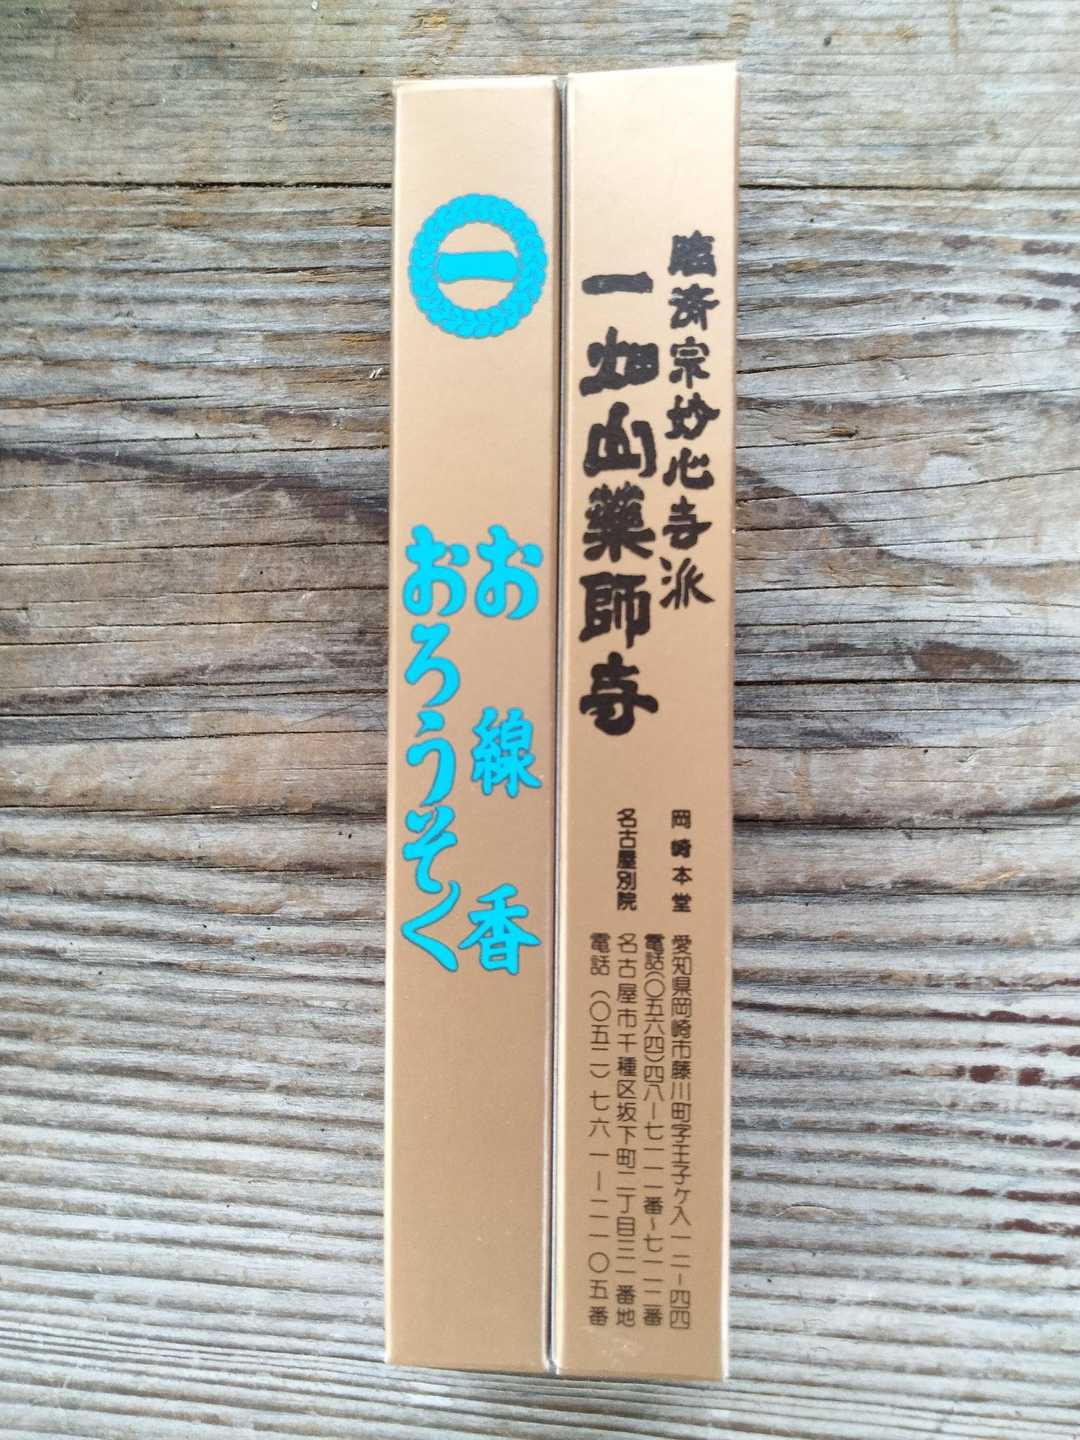 臨済宗妙心寺派
一畑山薬師寺
岡崎本堂
愛知県岡崎市藤川町字王子ヶ入一二ー四四
電話(〇五六四)四八ー七一一一番〜七一一二番
名古屋別院
名古屋市千種区坂下町二丁目三一番地
電話(〇五二)七六一ー二一〇五番
一
お線香
おろうそく